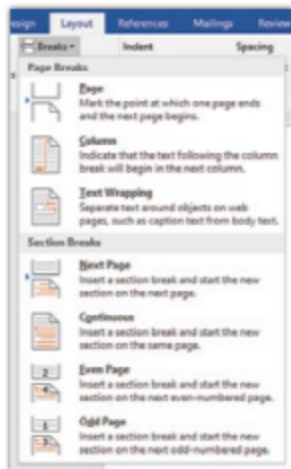 esign Layout References Mailings Review
Breaks Indent Spacing
Page Breaks
Page
Mark the point at which one page ends
and the next page begins.
Column
Indicate that the text following the column
break will begin in the next column.
Text Wrapping
Separate text around objects on web
pages, such as caption text from body text.
Section Breaks
Next Page
Insert a section break and start the new
section on the next page.
Continuous
Insert a section break and start the new
section on the same page.
2
4
Even Page
Insert a section break and start the new
section on the next even-numbered page.
1
3
Odd Page
Insert a section break and start the new
section on the next odd-numbered page.